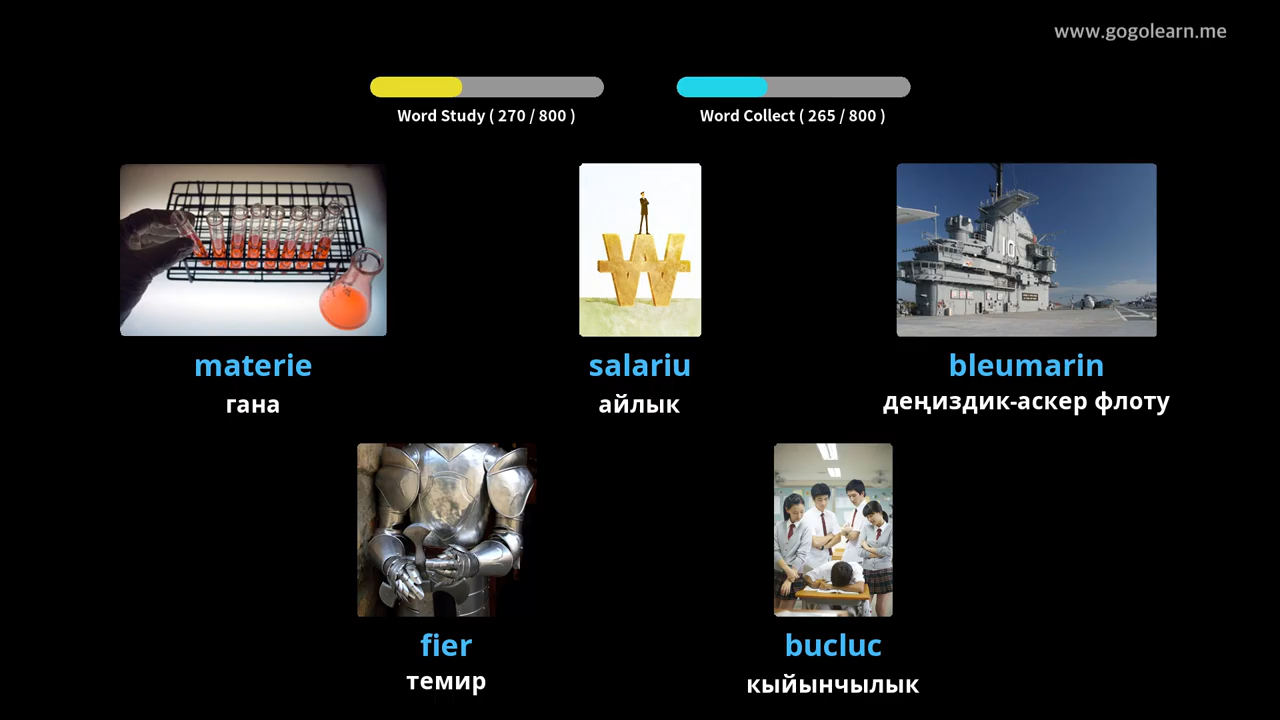 www.gogolearn.me
Word Study ( 270 / 800 )
Word Collect ( 265 / 800 )
10
materie
salariu
bleumarin
гана
айлык
деңиздик-аскер флоту
fier
bucluc
темир
кыйынчылык